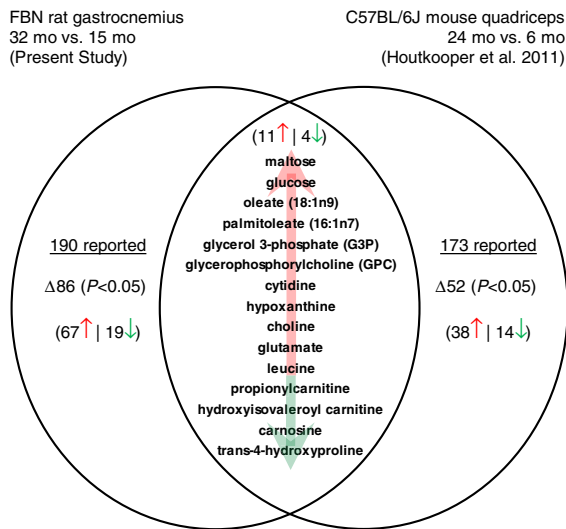 FBN rat gastrocnemius
32 mo vs. 15 mo
(Present Study)
C57BL/6J mouse quadriceps
24 mo vs. 6 mo
(Houtkooper et al. 2011)
(11↑ | 4↓)
maltose
glucose
oleate (18:1n9)
palmitoleate (16:1n7)
glycerol 3-phosphate (G3P)
glycerophosphorylcholine (GPC)
cytidine
hypoxanthine
choline
glutamate
leucine
propionylcarnitine
hydroxyisovaleroyl carnitine
carnosine
trans-4-hydroxyproline
190 reported
Δ86 (P<0.05)
(67↑ | 19↓)
173 reported
Δ52 (P<0.05)
(38↑ | 14↓)